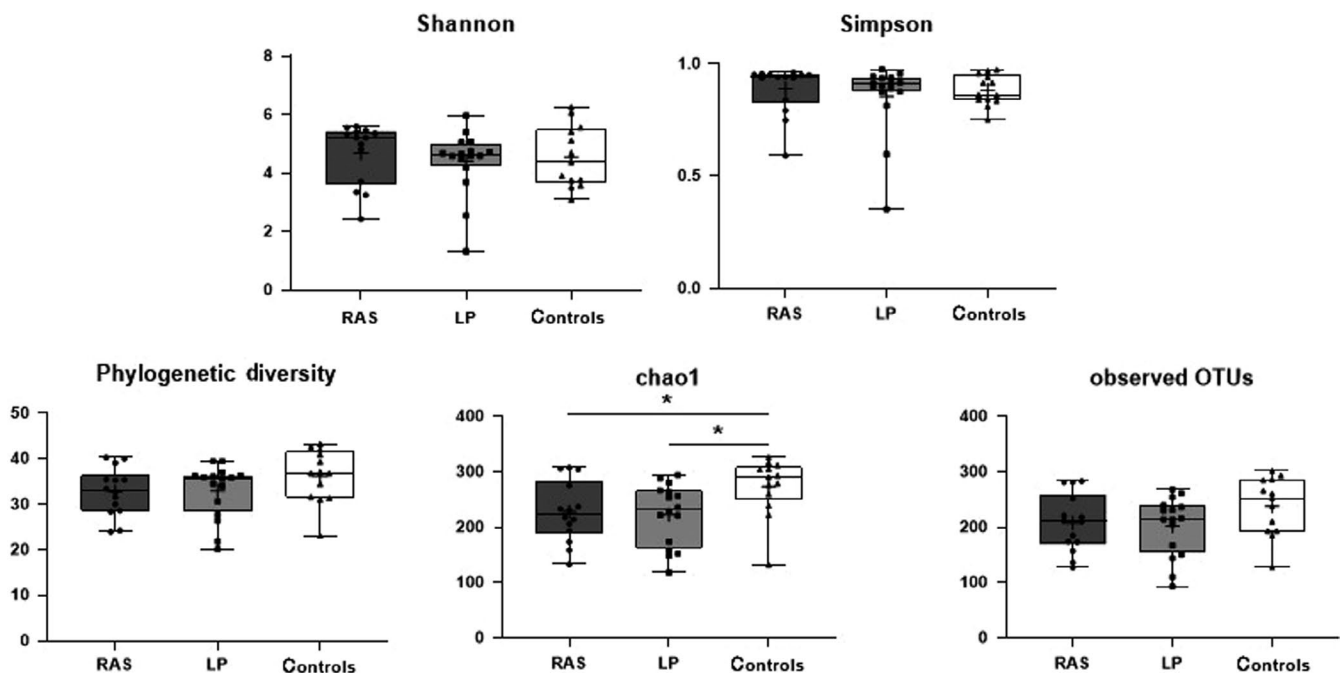 Shannon
Simpson
8
6
4
2
0
RAS
LP
Controls
1.0
0.5
0.0
RAS
LP
Controls
Phylogenetic diversity
chao1
observed OTUs
50
40
30
20
10
0
RAS
LP
Controls
400
300
200
100
0
*
*
RAS
LP
Controls
400
300
200
100
0
RAS
LP
Controls